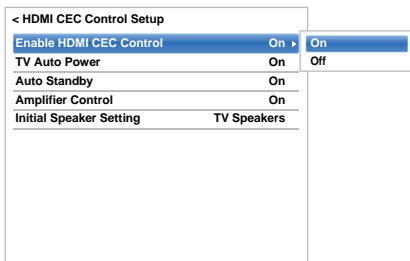 < HDMI CEC Control Setup
Enable HDMI CEC Control On
On
Off
TV Auto Power On
Auto Standby On
Amplifier Control On
Initial Speaker Setting TV Speakers